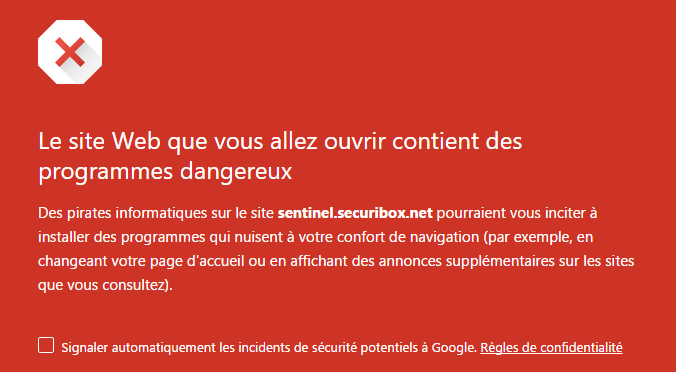 Le site Web que vous allez ouvrir contient des
programmes dangereux
Des pirates informatiques sur le site sentinel.securibox.net pourraient vous inciter à
installer des programmes qui nuisent à votre confort de navigation (par exemple, en
changeant votre page d'accueil ou en affichant des annonces supplémentaires sur les sites
que vous consultez).
Signaler automatiquement les incidents de sécurité potentiels à Google. Règles de confidentialité